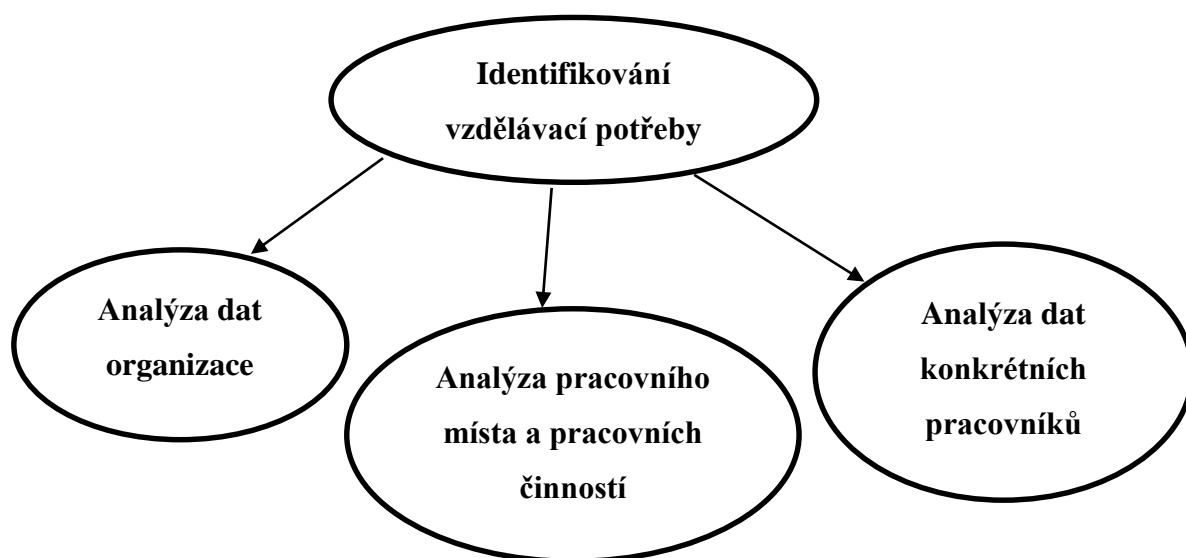 Identifikování
vzdělávací potřeby
Analýza dat
organizace
Analýza pracovního
místa a pracovních
činností
Analýza dat
konkrétních
pracovníků